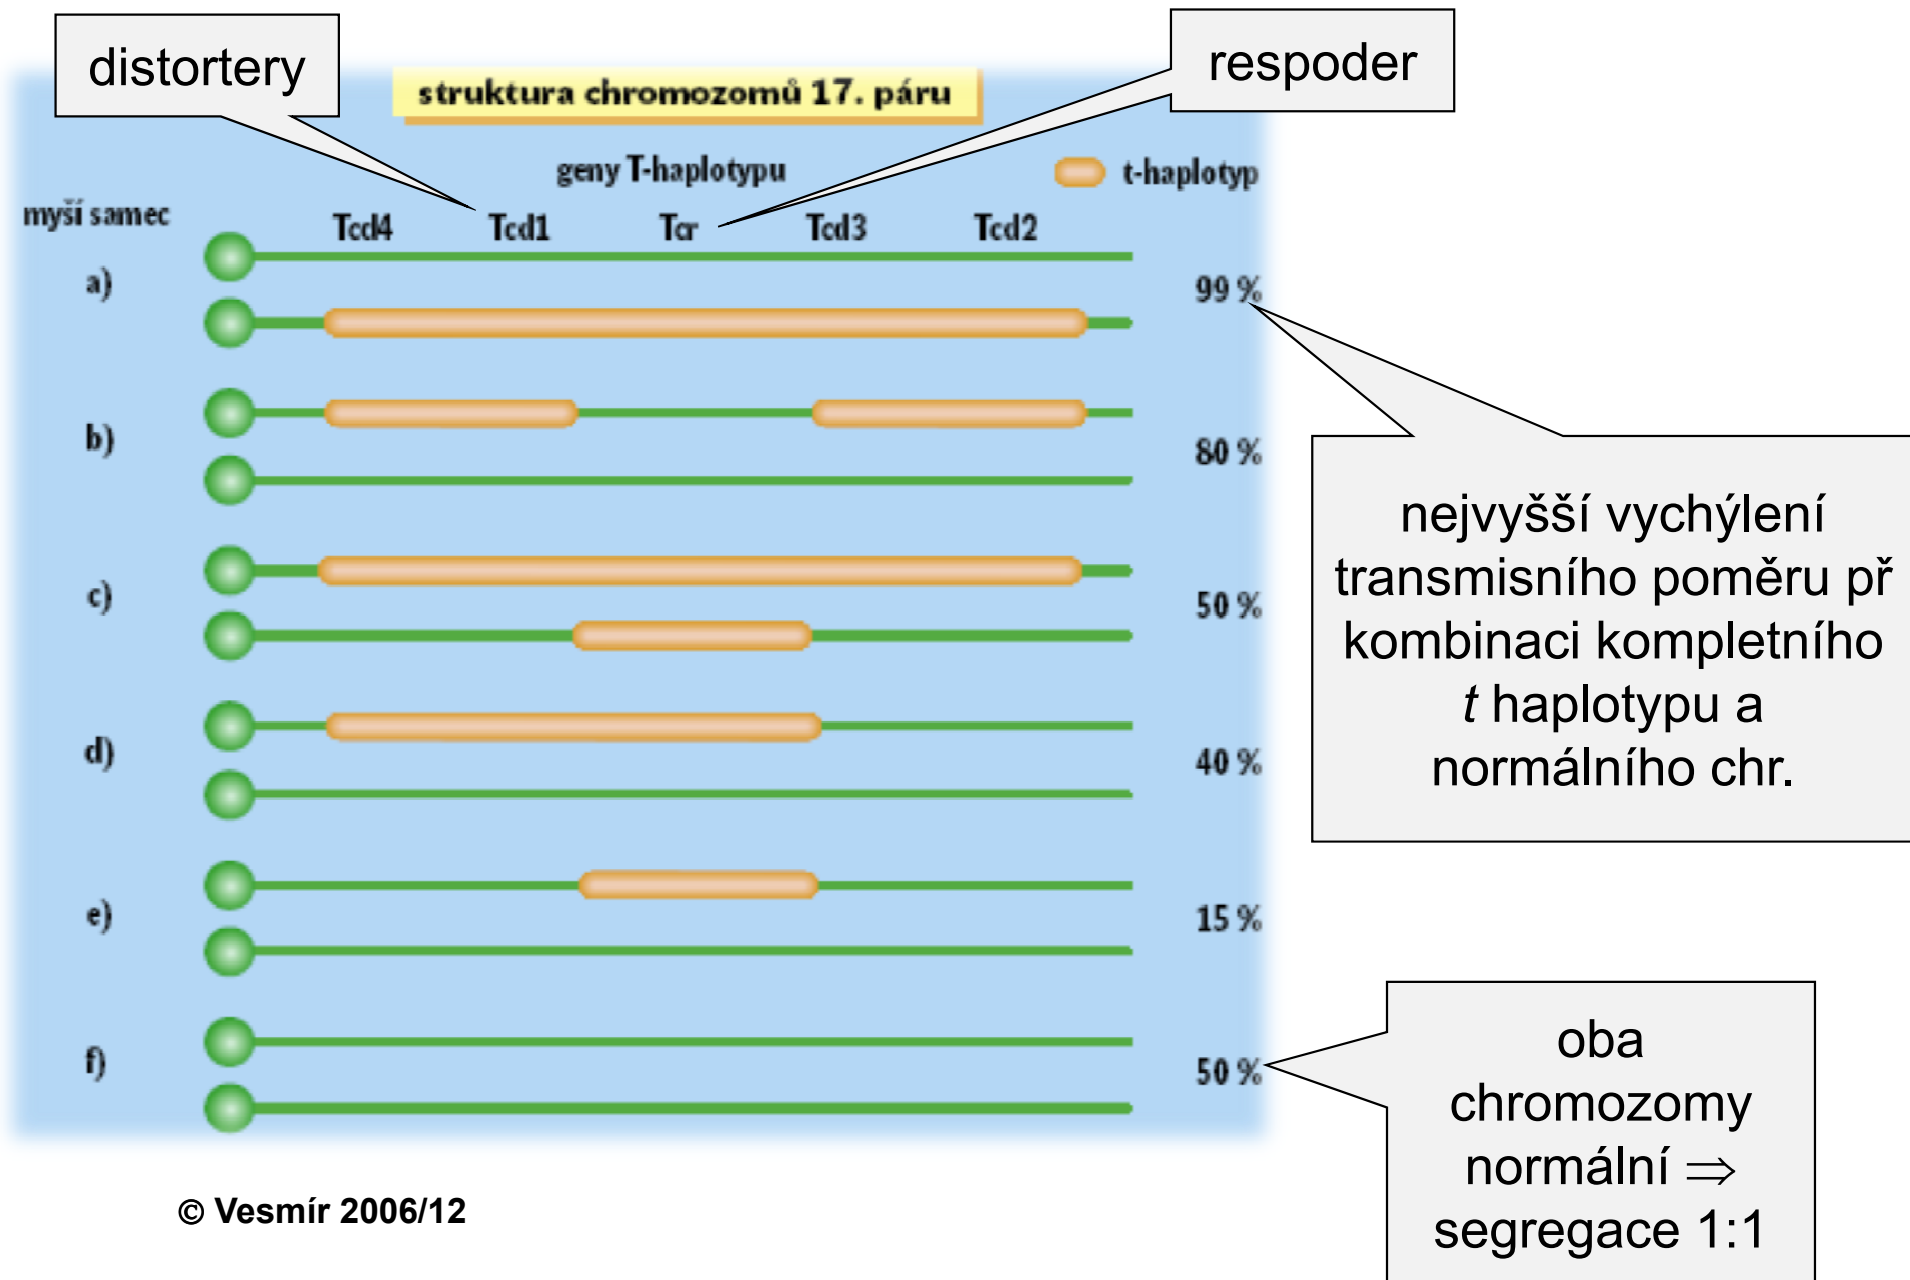 distortery
respoder
struktura chromozomů 17. páru
geny T-haplotypu
t-haplotyp
myší samec
Tcd4 Tcd1 Tcr Tcd3 Tcd2
a)
99 %
b)
80 %
c)
50 %
d)
40 %
e)
15 %
f)
50 %
nejvyšší vychýlení
transmisního poměru př
kombinaci kompletního
t haplotypu a
normálního chr.
oba
chromozomy
normální ⇒
segregace 1:1
© Vesmír 2006/12